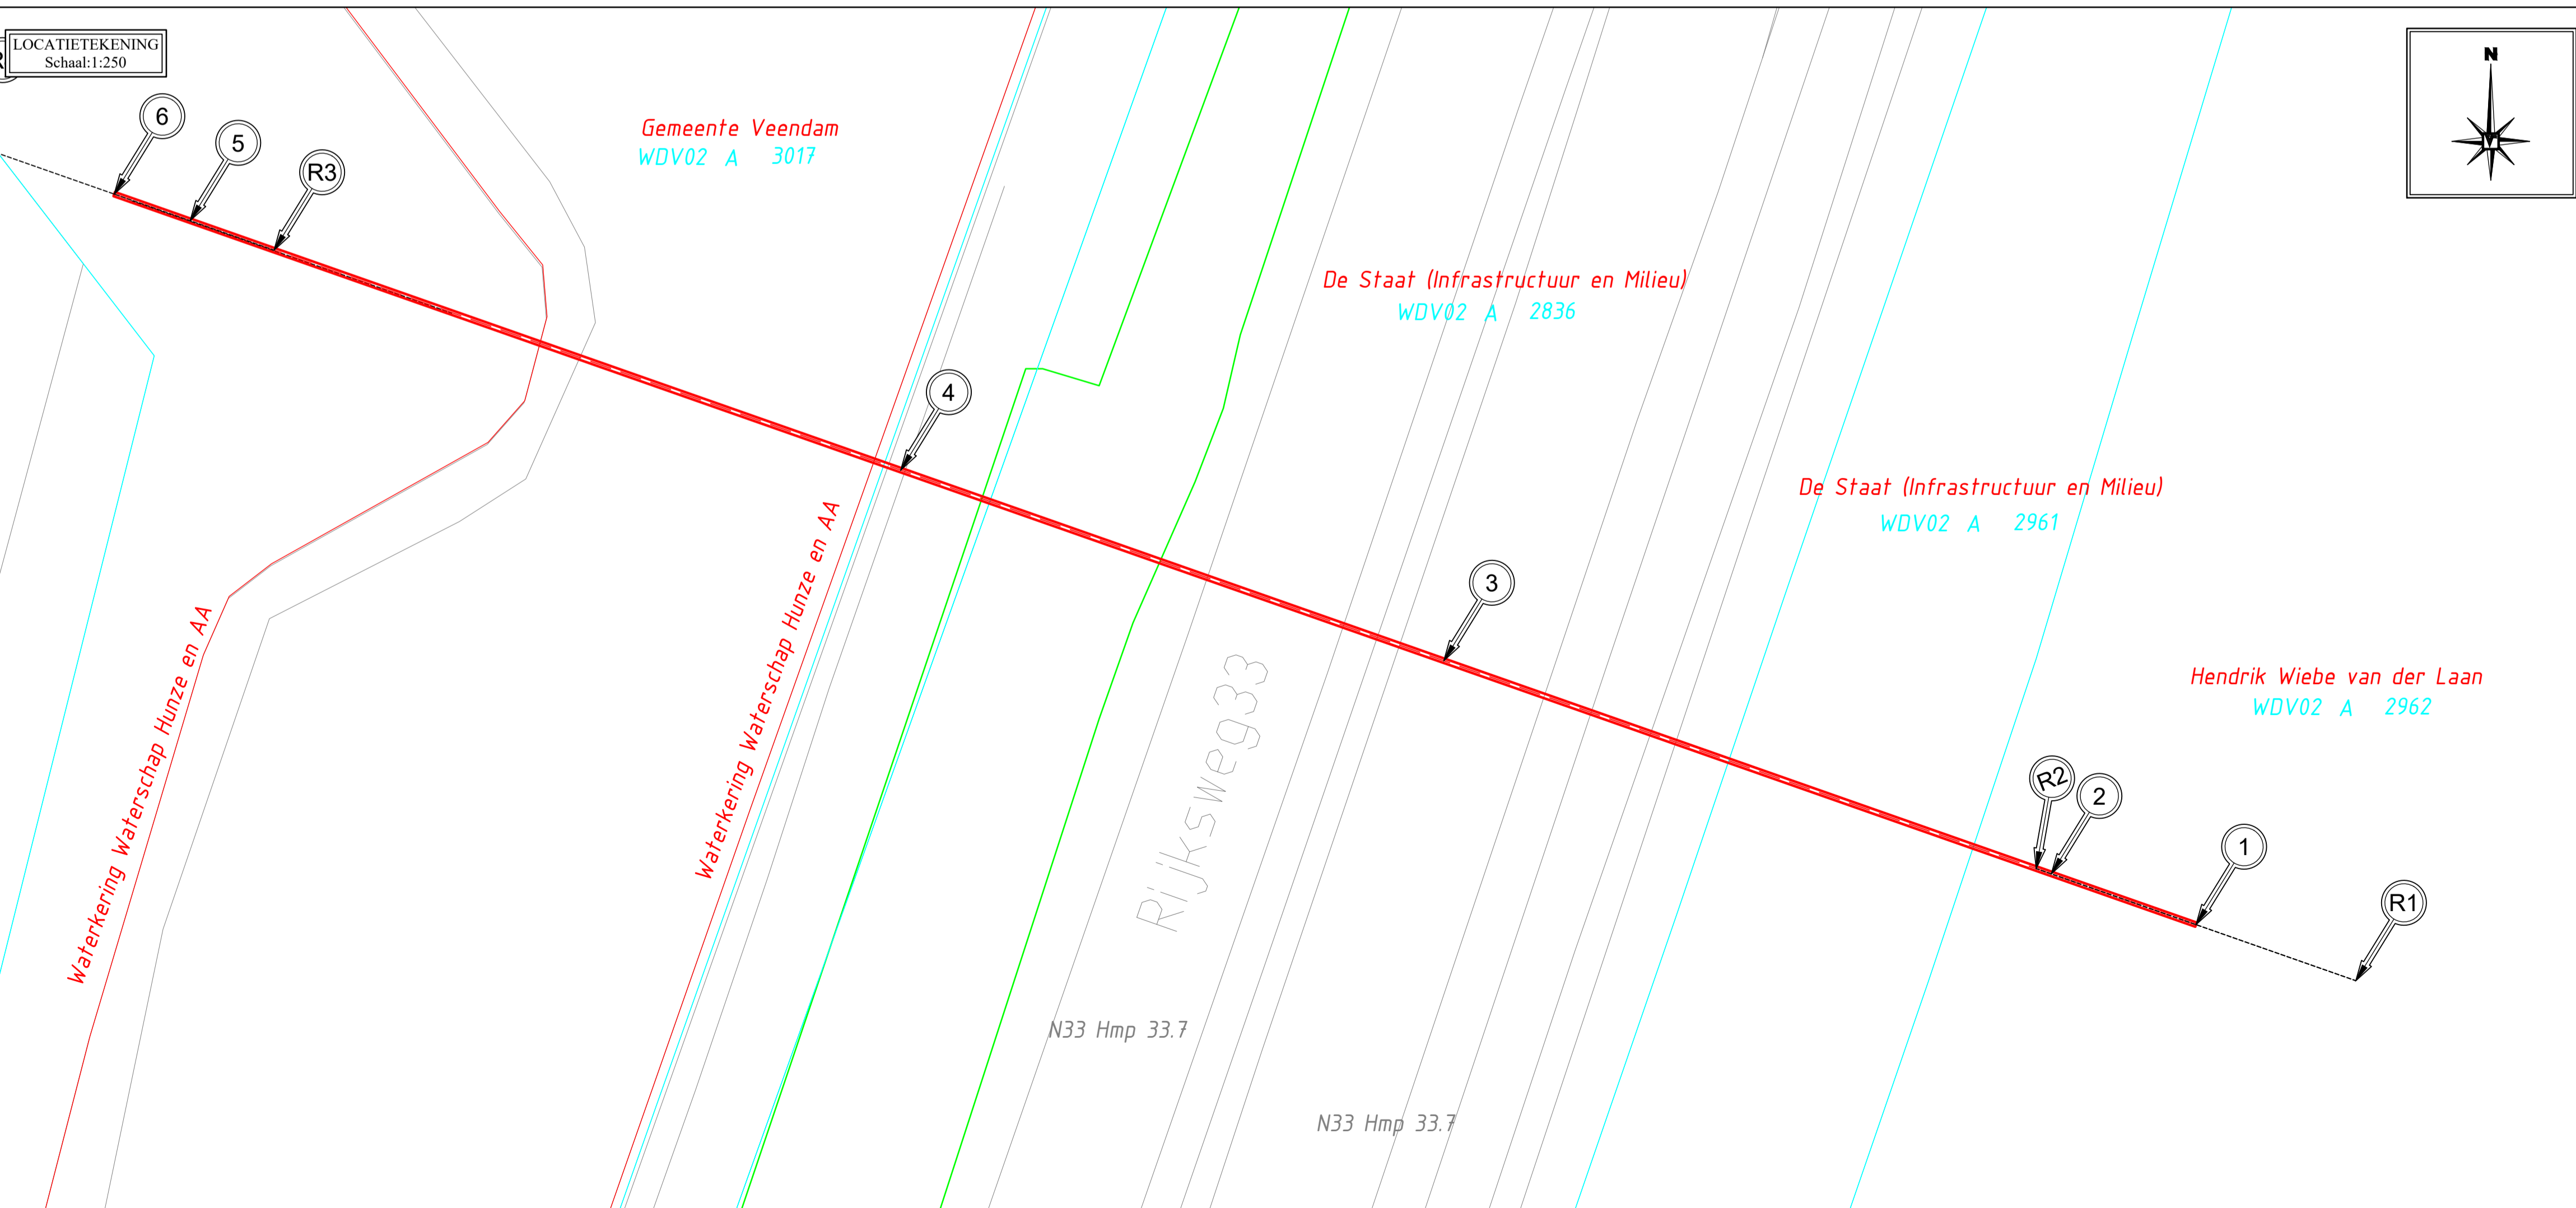 LOCATIETEKENING
Schaal:1:250
N
6
5
R3
Gemeente Veendam
WDV02 A 3017
De Staat (Infrastructuur en Milieu)
WDV02 A 2836
4
De Staat (Infrastructuur en Milieu)
WDV02 A 2961
3
Waterkering Waterschap Hunze en AA
Waterkering Waterschap Hunze en AA
Rijksweg33
Hendrik Wiebe van der Laan
WDV02 A 2962
R2
2
1
R1
N33 Hmp 33.7
N33 Hmp 33.7